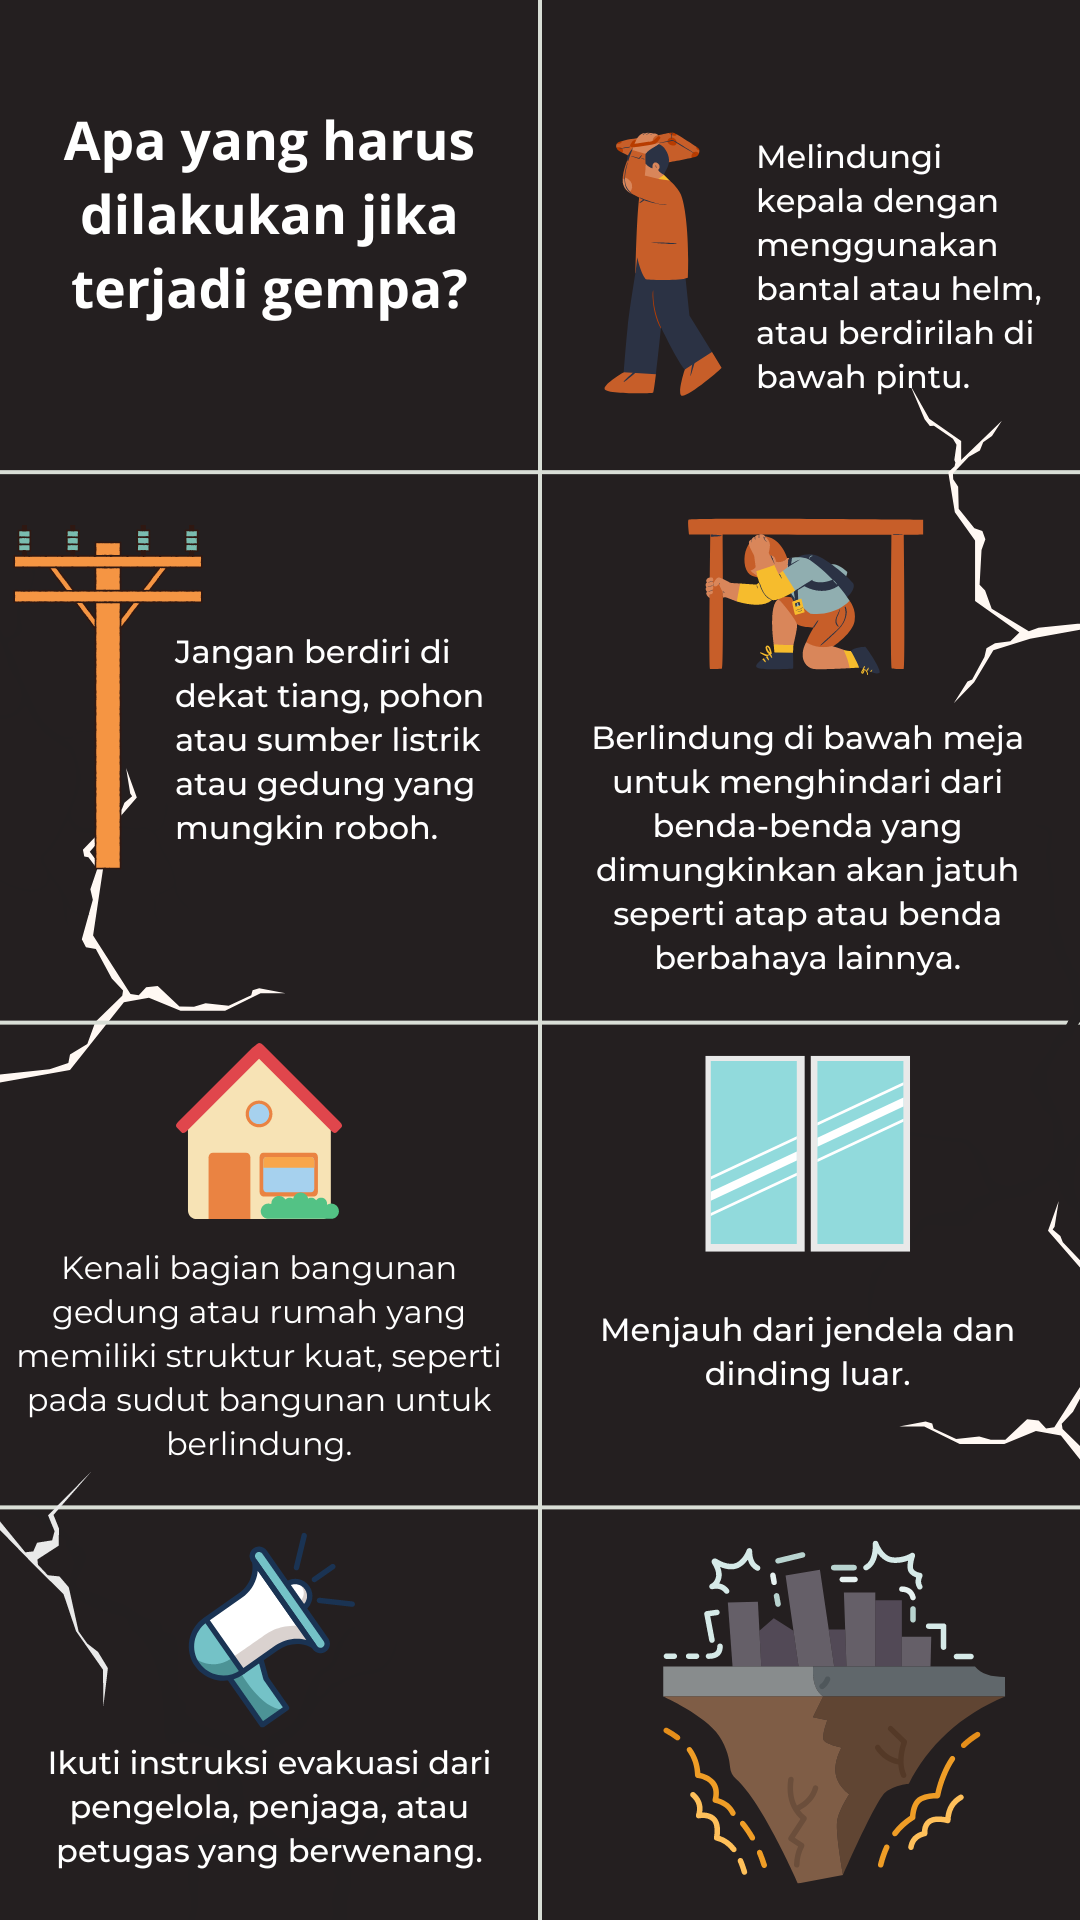 Apa yang harus
dilakukan jika
terjadi gempa?
Melindungi
kepala dengan
menggunakan
bantal atau helm,
atau berdirilah di
bawah pintu.
Jangan berdiri di
dekat tiang, pohon
atau sumber listrik
atau gedung yang
mungkin roboh.
Berlindung di bawah meja
untuk menghindari dari
benda-benda yang
dimungkinkan akan jatuh
seperti atap atau benda
berbahaya lainnya.
Kenali bagian bangunan
gedung atau rumah yang
memiliki struktur kuat, seperti
pada sudut bangunan untuk
berlindung.
Menjauh dari jendela dan
dinding luar.
Ikuti instruksi evakuasi dari
pengelola, penjaga, atau
petugas yang berwenang.